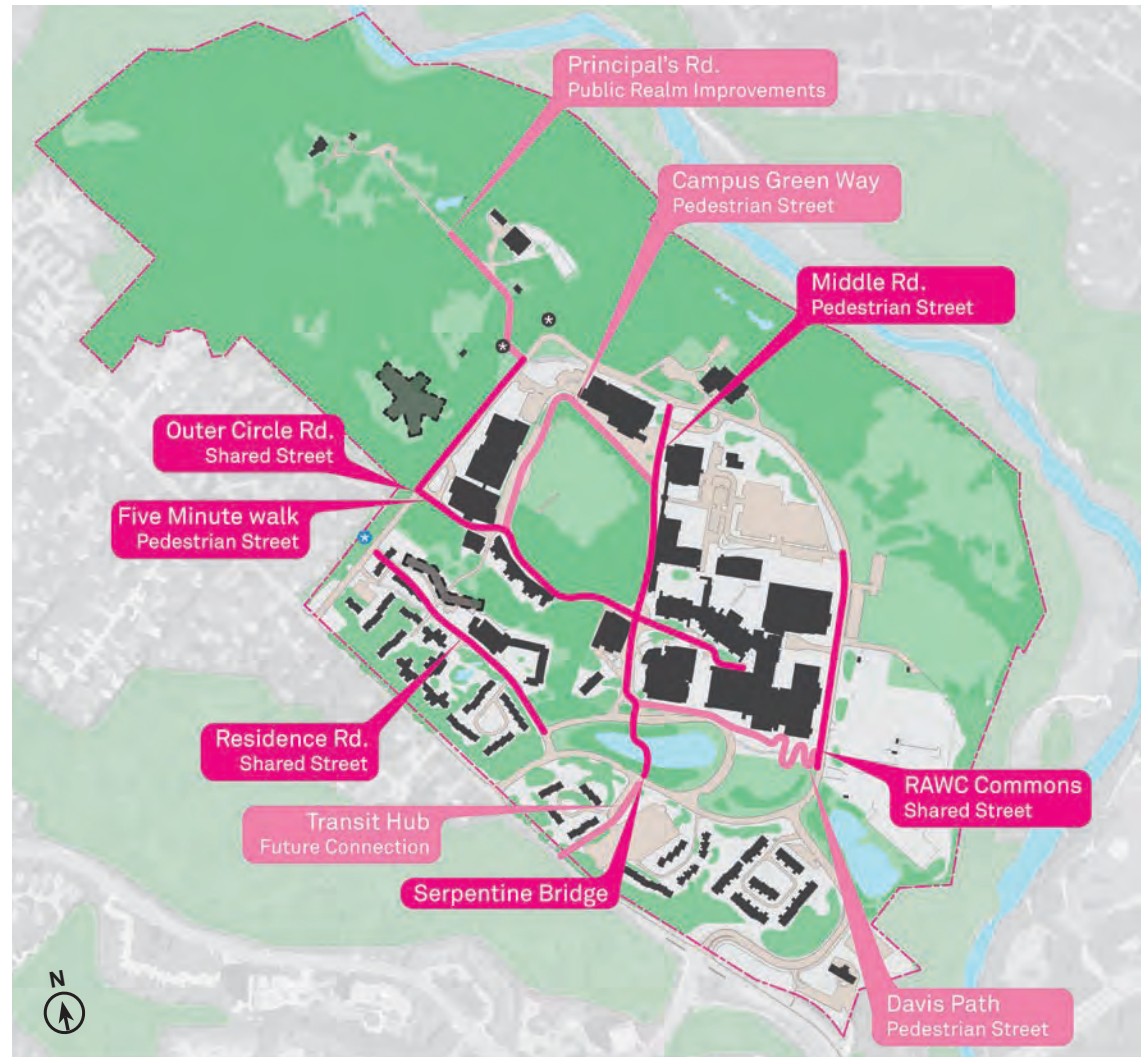 Principal's Rd.
Public Realm Improvements
Campus Green Way
Pedestrian Street
Middle Rd.
Pedestrian Street
Outer Circle Rd.
Shared Street
Five Minute walk
Pedestrian Street
Residence Rd.
Shared Street
RAWC Commons
Shared Street
Transit Hub
Future Connection
Serpentine Bridge
N
Davis Path
Pedestrian Street